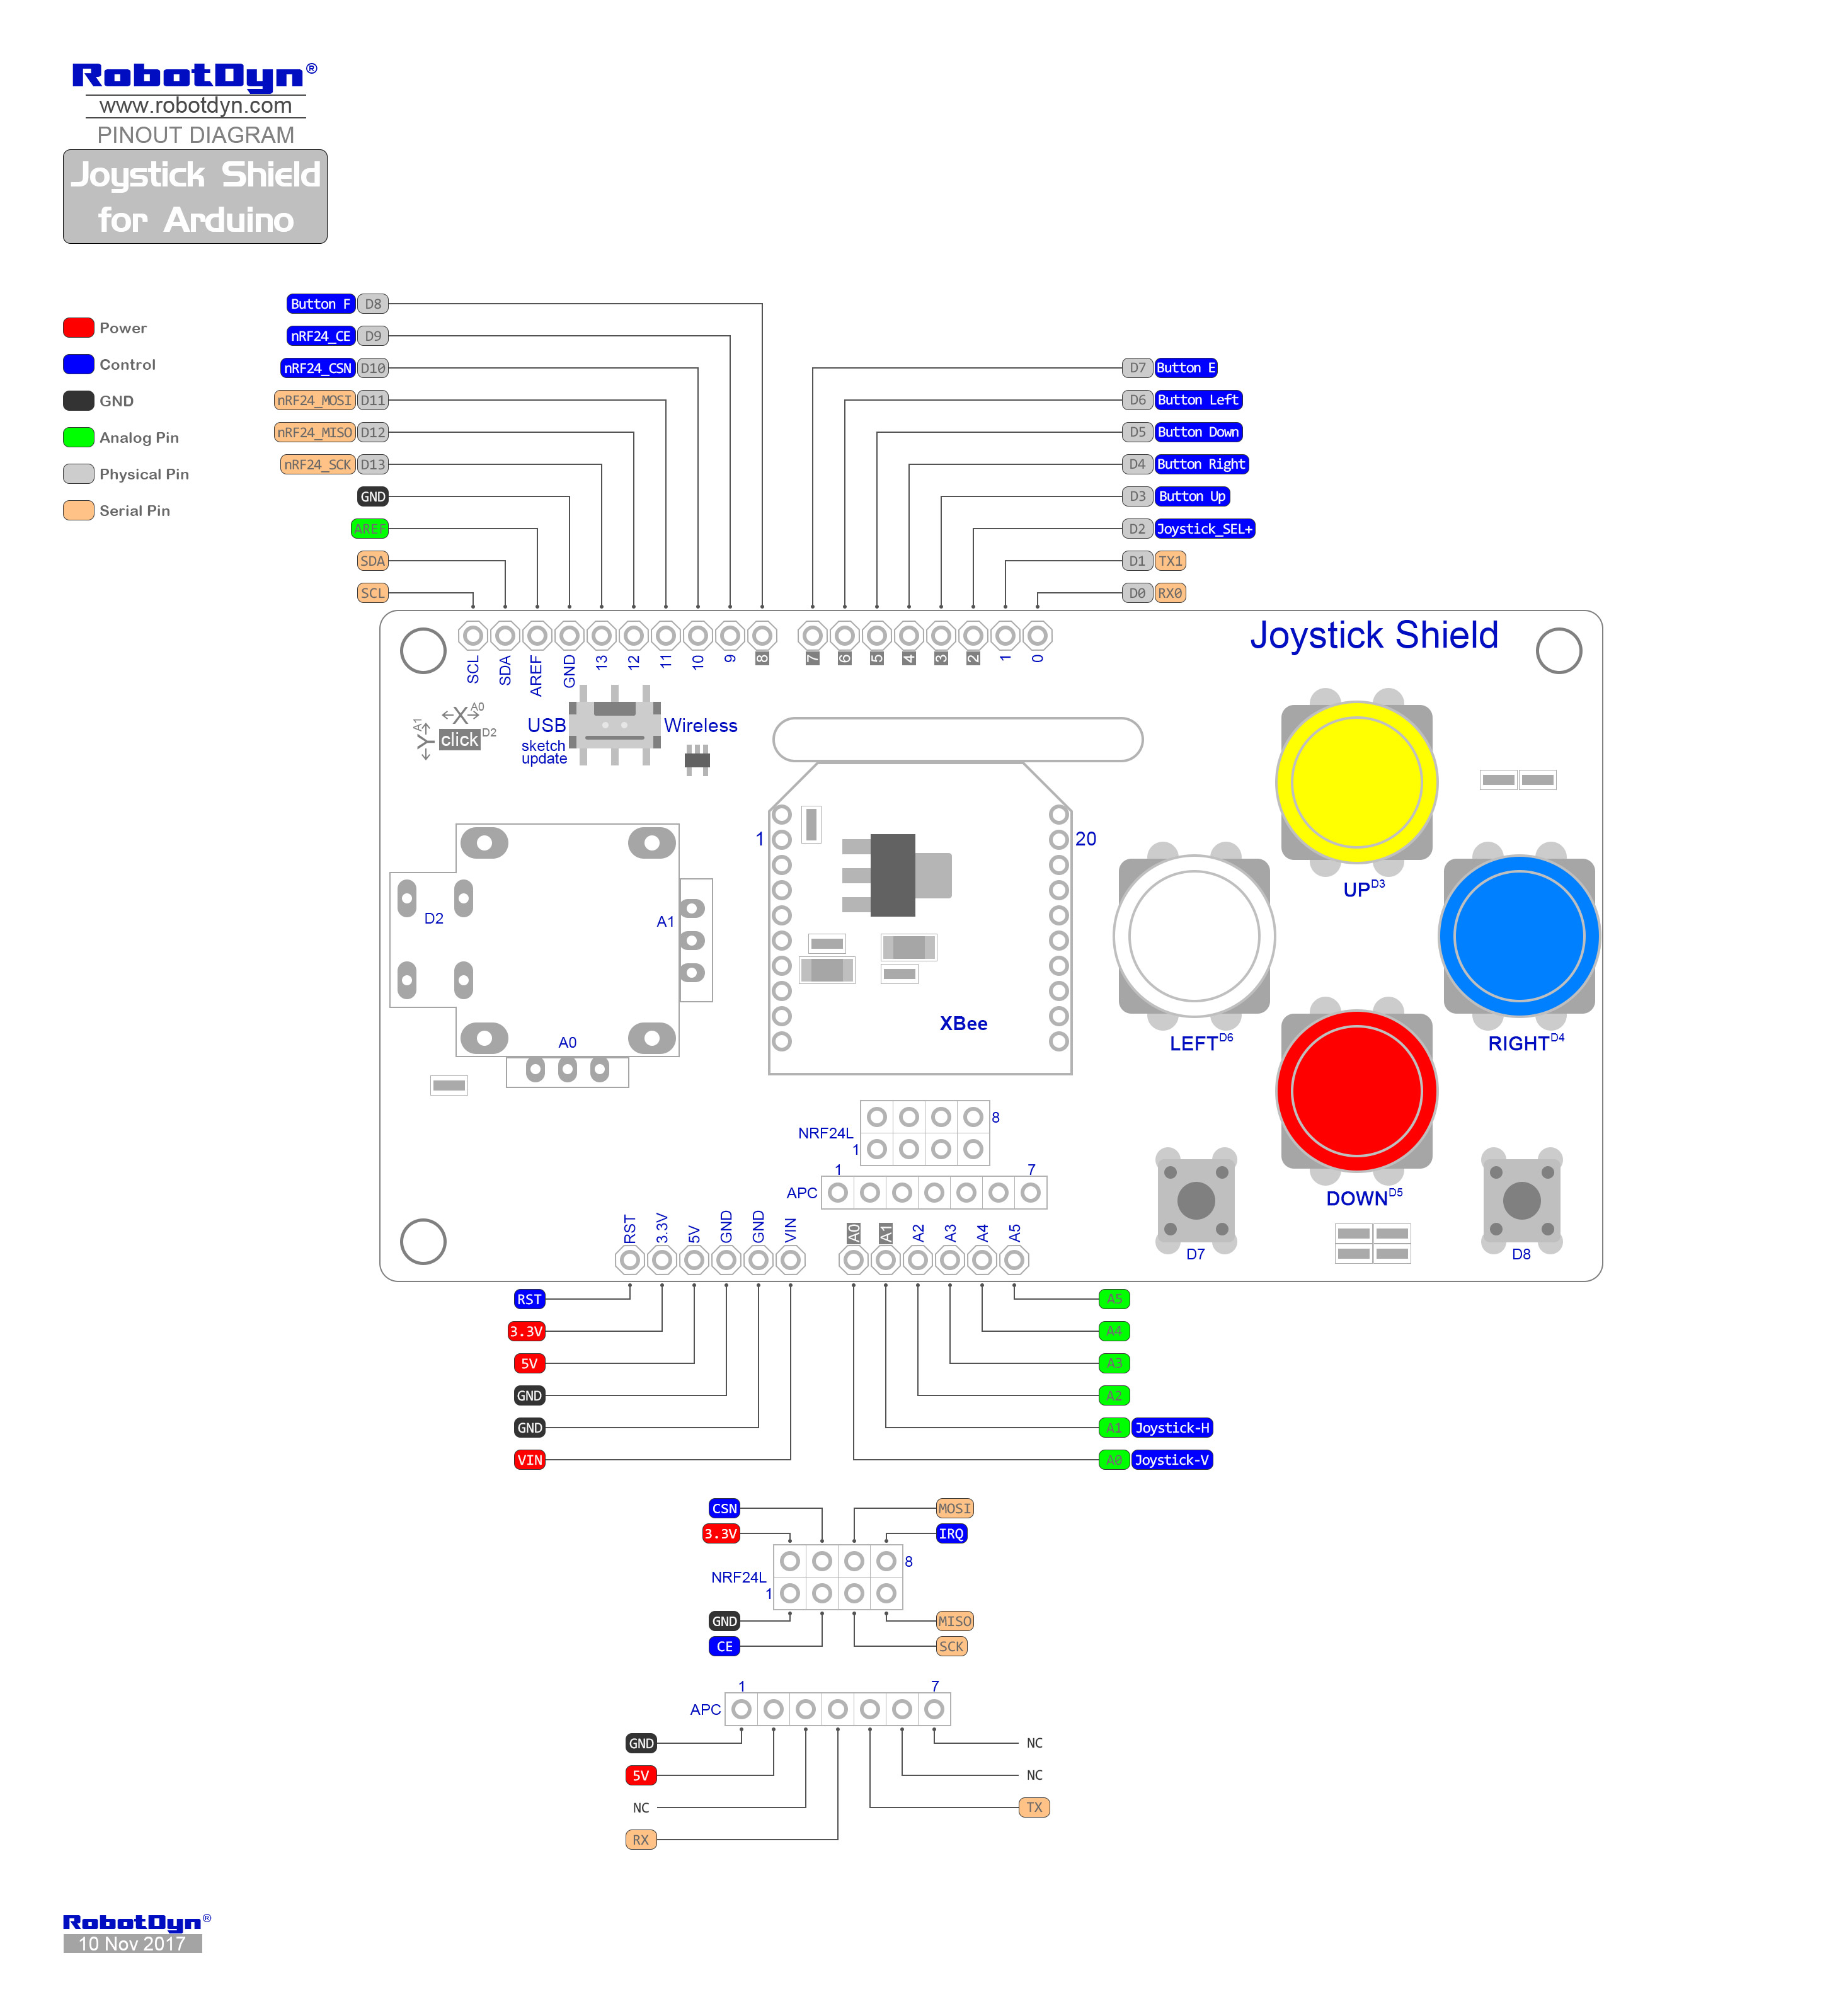 RobotDyn®
www.robotdyn.com
PINOUT DIAGRAM
Joystick Shield
for Arduino
Power
Control
GND
Analog Pin
Physical Pin
Serial Pin
Button F D8
nRF24_CE D9
nRF24_CSN D10
nRF24_MOSI D11
nRF24_MISO D12
nRF24_SCK D13
GND
AREF
SDA
SCL
D7 Button E
D6 Button Left
D5 Button Down
D4 Button Right
D3 Button Up
D2 Joystick_SEL+
D1 TX1
D0 RX0
SCL SDA AREF GND 13 12 11 10 9 8 7 6 5 4 3 2 1 0
Joystick Shield
X A0
Y A1
click D2
USB
sketch
update
Wireless
1
20
XBee
D2
A1
A0
UP D3
LEFT D6
RIGHT D4
DOWN D5
D7
D8
NRF24L
1
8
APC
1
7
RST 3.3V 5V GND GND VIN A0 A1 A2 A3 A4 A5
RST
3.3V
5V
GND
GND
VIN
A5
A4
A3
A2
A1 Joystick-H
A0 Joystick-V
CSN
3.3V
MOSI
IRQ
NRF24L
1
8
GND
CE
MISO
SCK
APC
1
7
GND
5V
NC
RX
NC
NC
TX
RobotDyn®
10 Nov 2017